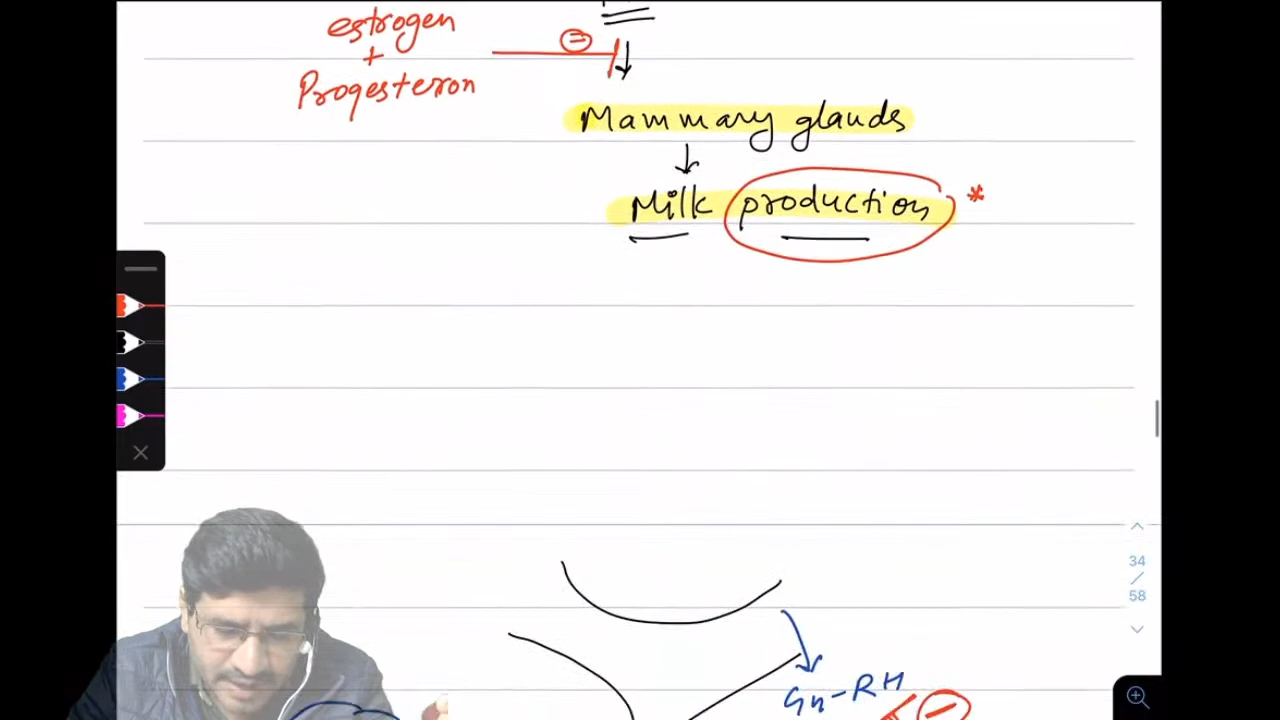 estrogen
+
Progesteron
Mammary glands
Milk production *
34
/
58
Gn-RH